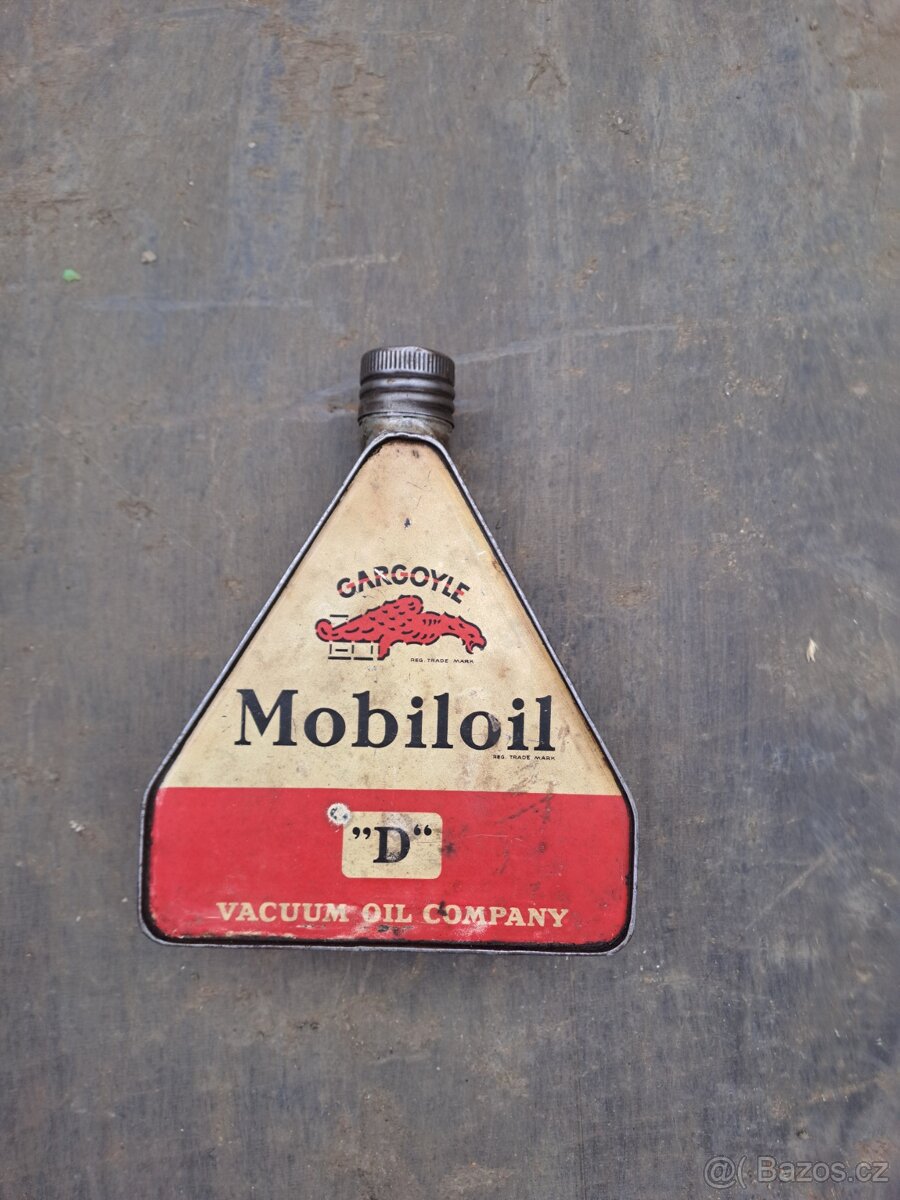 GARGOYLE
REG. TRADE MARK
Mobiloil
REG. TRADE MARK
”D“
VACUUM OIL COMPANY
@( Bazos.cz